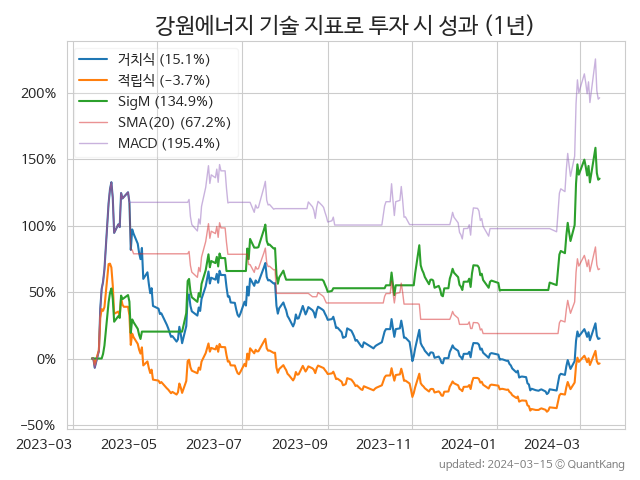 강원에너지 기술 지표로 투자 시 성과 (1년)
거치식 (15.1%)
적립식 (-3.7%)
SigM (134.9%)
SMA(20) (67.2%)
MACD (195.4%)
200%
150%
100%
50%
0%
−50%
2023-03 2023-05 2023-07 2023-09 2023-11 2024-01 2024-03
updated: 2024-03-15 © QuantKang